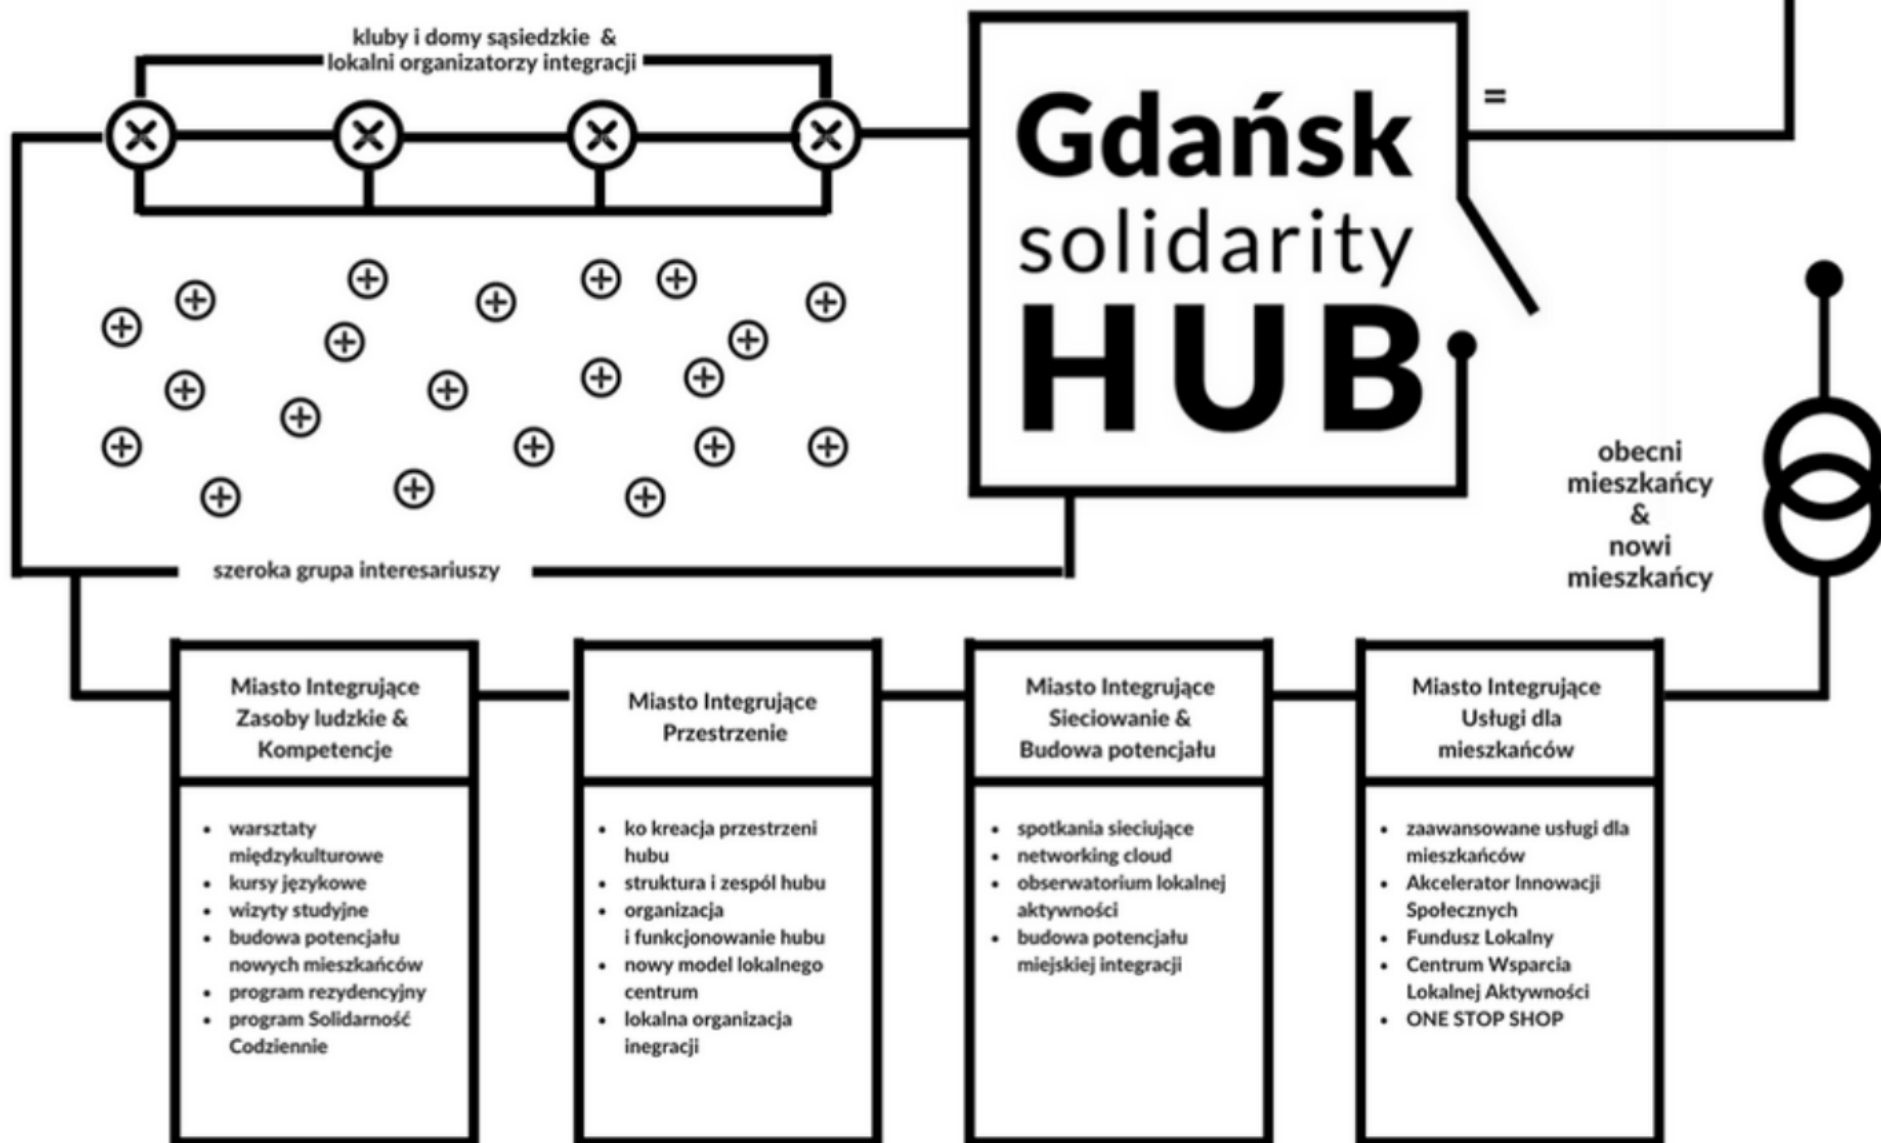 kluby i domy sąsiedzkie &
lokalni organizatorzy integracji
Gdańsk
solidarity
HUB
=
szeroka grupa interesariuszy
obecni
mieszkańcy
&
nowi
mieszkańcy
Miasto Integrujące
Zasoby ludzkie &
Kompetencje
• warsztaty
międzykulturowe
• kursy językowe
• wizyty studyjne
• budowa potencjału
nowych mieszkańców
• program rezydencyjny
• program Solidarność
Codziennie
Miasto Integrujące
Przestrzenie
• ko kreacja przestrzeni
hubu
• struktura i zespól hubu
• organizacja
i funkcjonowanie hubu
• nowy model lokalnego
centrum
• lokalna organizacja
inegracji
Miasto Integrujące
Sieciowanie &
Budowa potencjału
• spotkania sieciujące
• networking cloud
• obserwatorium lokalnej
aktywności
• budowa potencjału
miejskiej integracji
Miasto Integrujące
Usługi dla
mieszkańców
• zaawansowane usługi dla
mieszkańców
• Akcelerator Innowacji
Społecznych
• Fundusz Lokalny
• Centrum Wsparcia
Lokalnej Aktywności
• ONE STOP SHOP